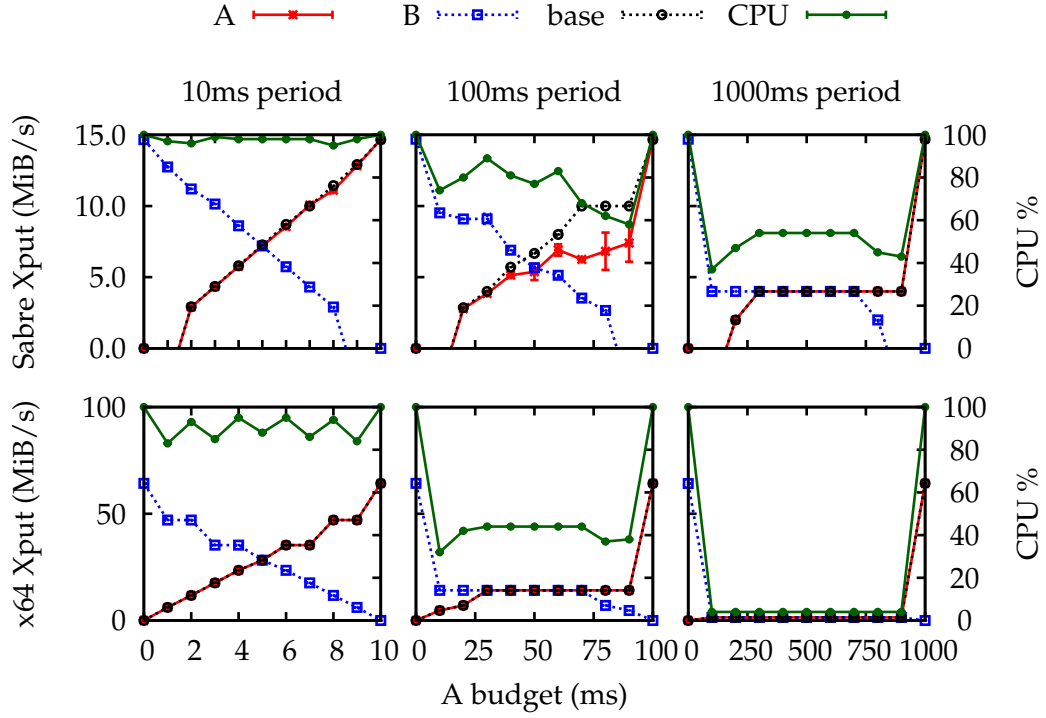 A B base CPU
10ms period 100ms period 1000ms period
Sabre Xput (MiB/s)
15.0
10.0
5.0
0.0
100
80
60
40
20
0
CPU %
x64 Xput (MiB/s)
100
50
0
100
80
60
40
20
0
CPU %
0 2 4 6 8 10
0 25 50 75 100
0 250 500 750 1000
A budget (ms)